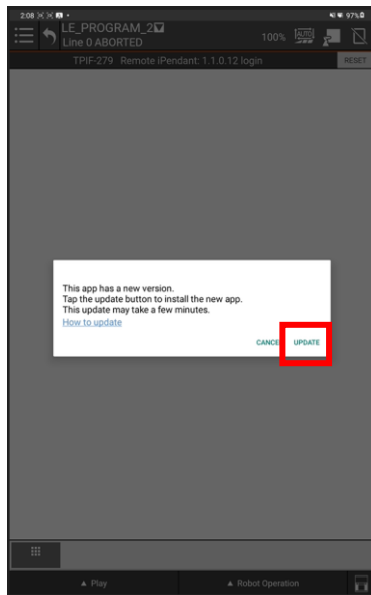 2:08
97%
LE_PROGRAM_2
Line 0 ABORTED
100%
AUTO
TPIF-279 Remote iPendant: 1.1.0.12 login
RESET
This app has a new version.
Tap the update button to install the new app.
This update may take a few minutes.
How to update
CANCE
UPDATE
▲ Play
▲ Robot Operation